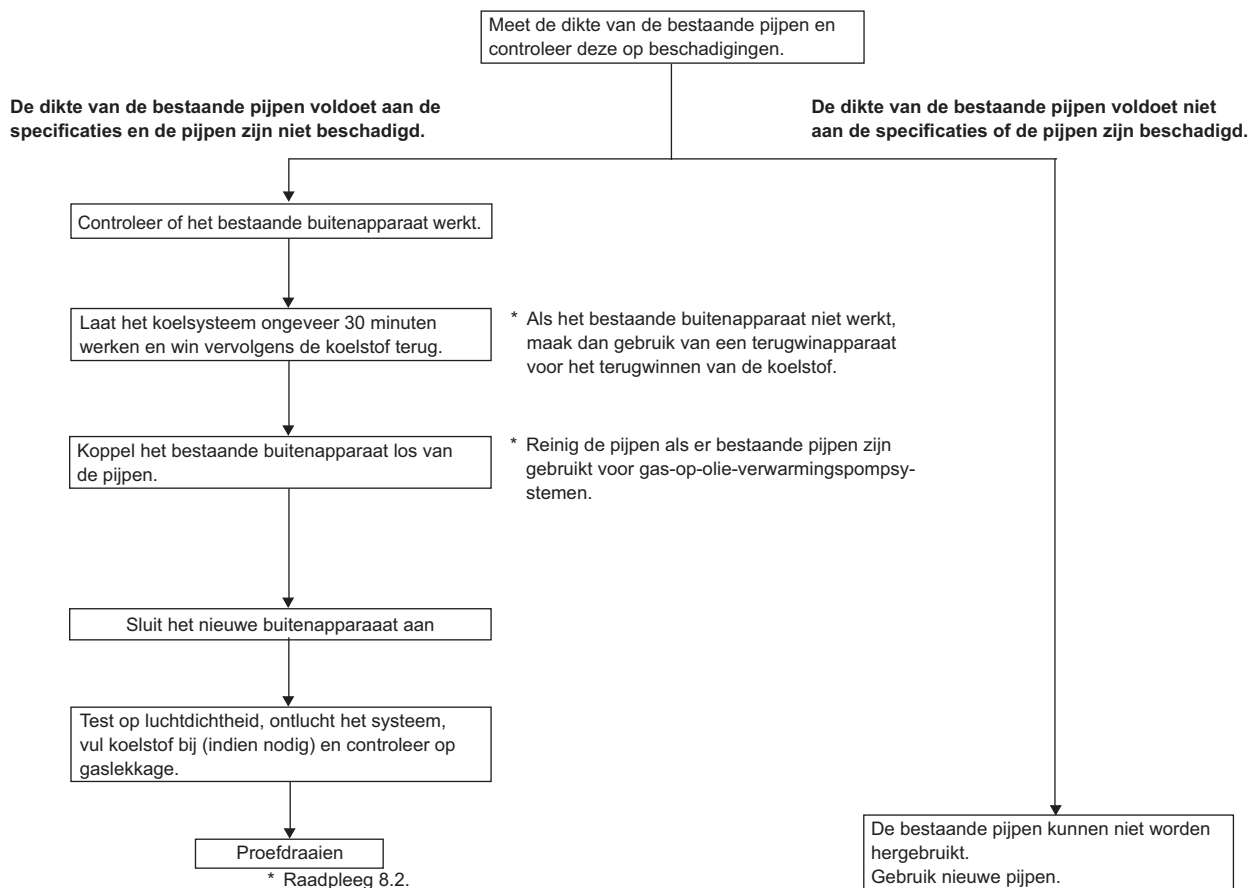 Meet de dikte van de bestaande pijpen en
controleer deze op beschadigingen.
De dikte van de bestaande pijpen voldoet aan de
specificaties en de pijpen zijn niet beschadigd.
De dikte van de bestaande pijpen voldoet niet
aan de specificaties of de pijpen zijn beschadigd.
Controleer of het bestaande buitenapparaat werkt.
Laat het koelsysteem ongeveer 30 minuten
werken en win vervolgens de koelstof terug.
* Als het bestaande buitenapparaat niet werkt,
maak dan gebruik van een terugwinapparaat
voor het terugwinnen van de koelstof.
Koppel het bestaande buitenapparaat los van
de pijpen.
* Reinig de pijpen als er bestaande pijpen zijn
gebruikt voor gas-op-olie-verwarmingspompsy-
stemen.
Sluit het nieuwe buitenapparaaat aan
Test op luchtdichtheid, ontlucht het systeem,
vul koelstof bij (indien nodig) en controleer op
gaslekkage.
Proefdraaien
* Raadpleeg 8.2.
De bestaande pijpen kunnen niet worden
hergebruikt.
Gebruik nieuwe pijpen.